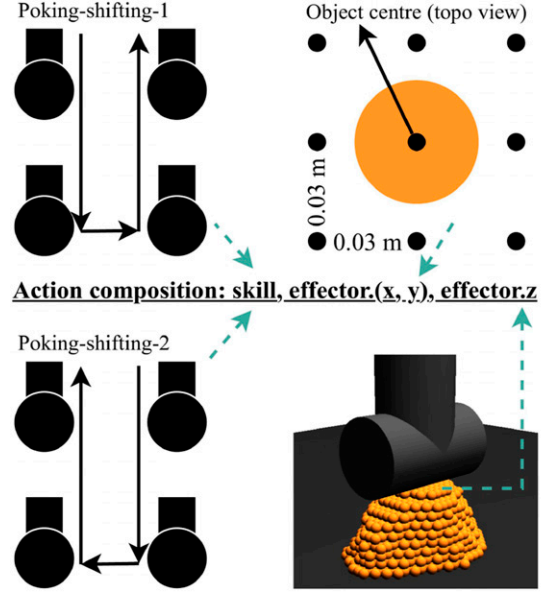 Poking-shifting-1
Object centre (topo view)
0.03 m
0.03 m
Action composition: skill, effector.(x, y), effector.z
Poking-shifting-2